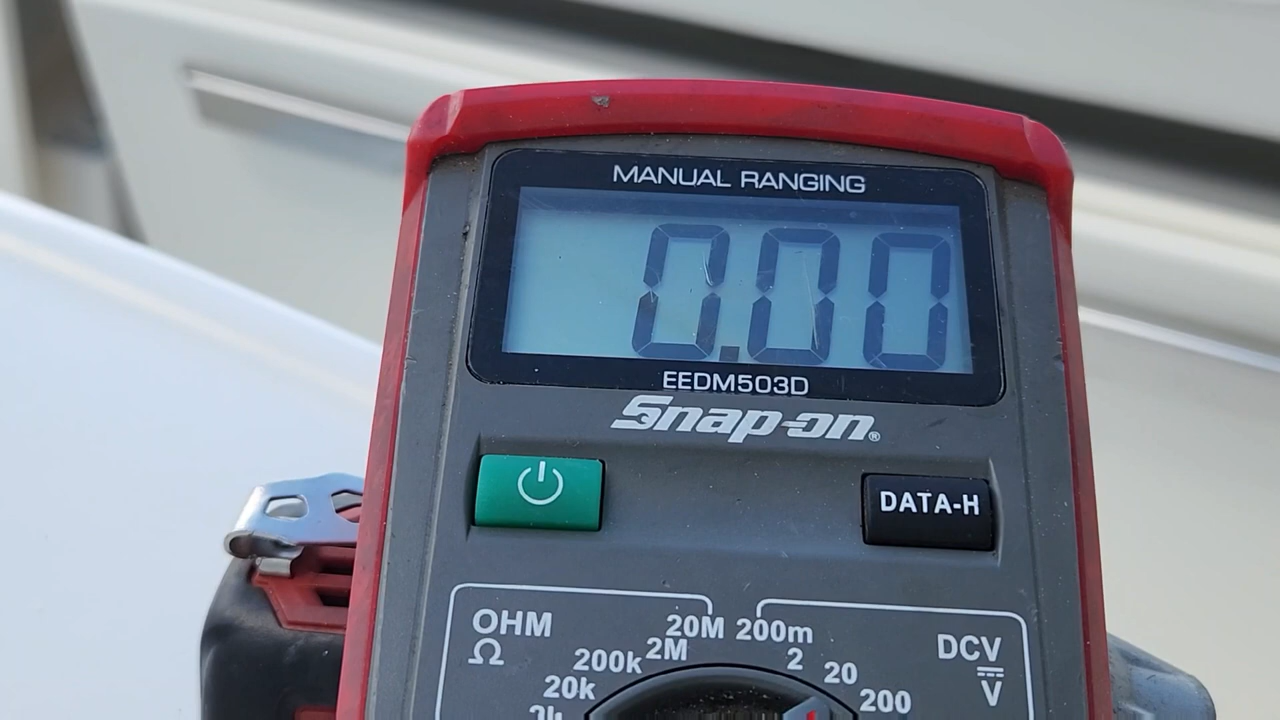 MANUAL RANGING
0.00
EEDM503D
Snap-on®
DATA-H
OHM
Ω
20M
2M
200k
20k
200m
2
20
200
DCV
V